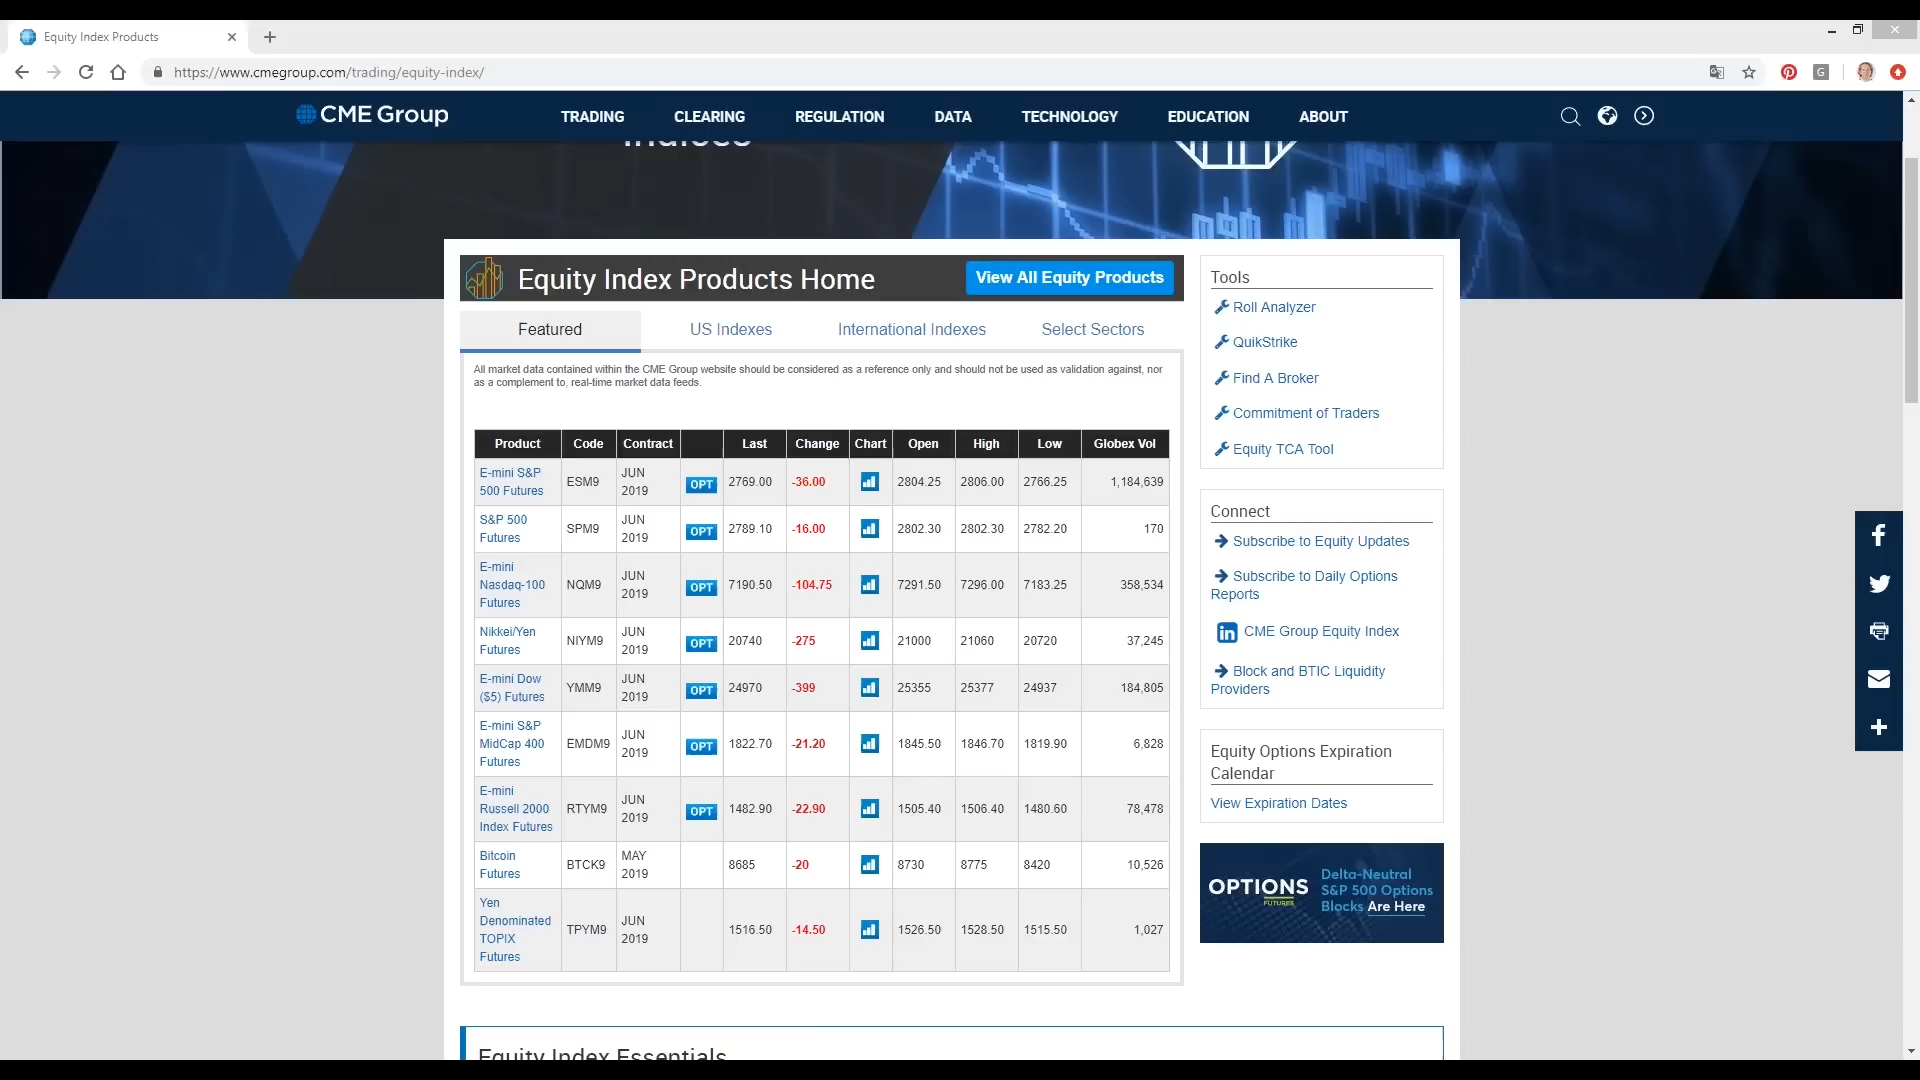 Equity Index Products
https://www.cmegroup.com/trading/equity-index/
CME Group
TRADING CLEARING REGULATION DATA TECHNOLOGY EDUCATION ABOUT
Indices
Equity Index Products Home
View All Equity Products
Featured US Indexes International Indexes Select Sectors
All market data contained within the CME Group website should be considered as a reference only and should not be used as validation against, nor
as a complement to, real-time market data feeds.
Product Code Contract Last Change Chart Open High Low Globex Vol
E-mini S&P
500 Futures
ESM9
JUN
2019
OPT 2769.00 -36.00 2804.25 2806.00 2766.25 1,184,639
S&P 500
Futures
SPM9
JUN
2019
OPT 2789.10 -16.00 2802.30 2802.30 2782.20 170
E-mini
Nasdaq-100
Futures
NQM9
JUN
2019
OPT 7190.50 -104.75 7291.50 7296.00 7183.25 358,534
Nikkei/Yen
Futures
NIYM9
JUN
2019
OPT 20740 -275 21000 21060 20720 37,245
E-mini Dow
($5) Futures
YMM9
JUN
2019
OPT 24970 -399 25355 25377 24937 184,805
E-mini S&P
MidCap 400
Futures
EMDM9
JUN
2019
OPT 1822.70 -21.20 1845.50 1846.70 1819.90 6,828
E-mini
Russell 2000
Index Futures
RTYM9
JUN
2019
OPT 1482.90 -22.90 1505.40 1506.40 1480.60 78,478
Bitcoin
Futures
BTCK9
MAY
2019
8685 -20 8730 8775 8420 10,526
Yen
Denominated
TOPIX
Futures
TPYM9
JUN
2019
1516.50 -14.50 1526.50 1528.50 1515.50 1,027
Tools
Roll Analyzer
QuikStrike
Find A Broker
Commitment of Traders
Equity TCA Tool
Connect
Subscribe to Equity Updates
Subscribe to Daily Options
Reports
in CME Group Equity Index
Block and BTIC Liquidity
Providers
Equity Options Expiration
Calendar
View Expiration Dates
OPTIONS
FUTURES
Delta-Neutral
S&P 500 Options
Blocks Are Here
Equity Index Essentials